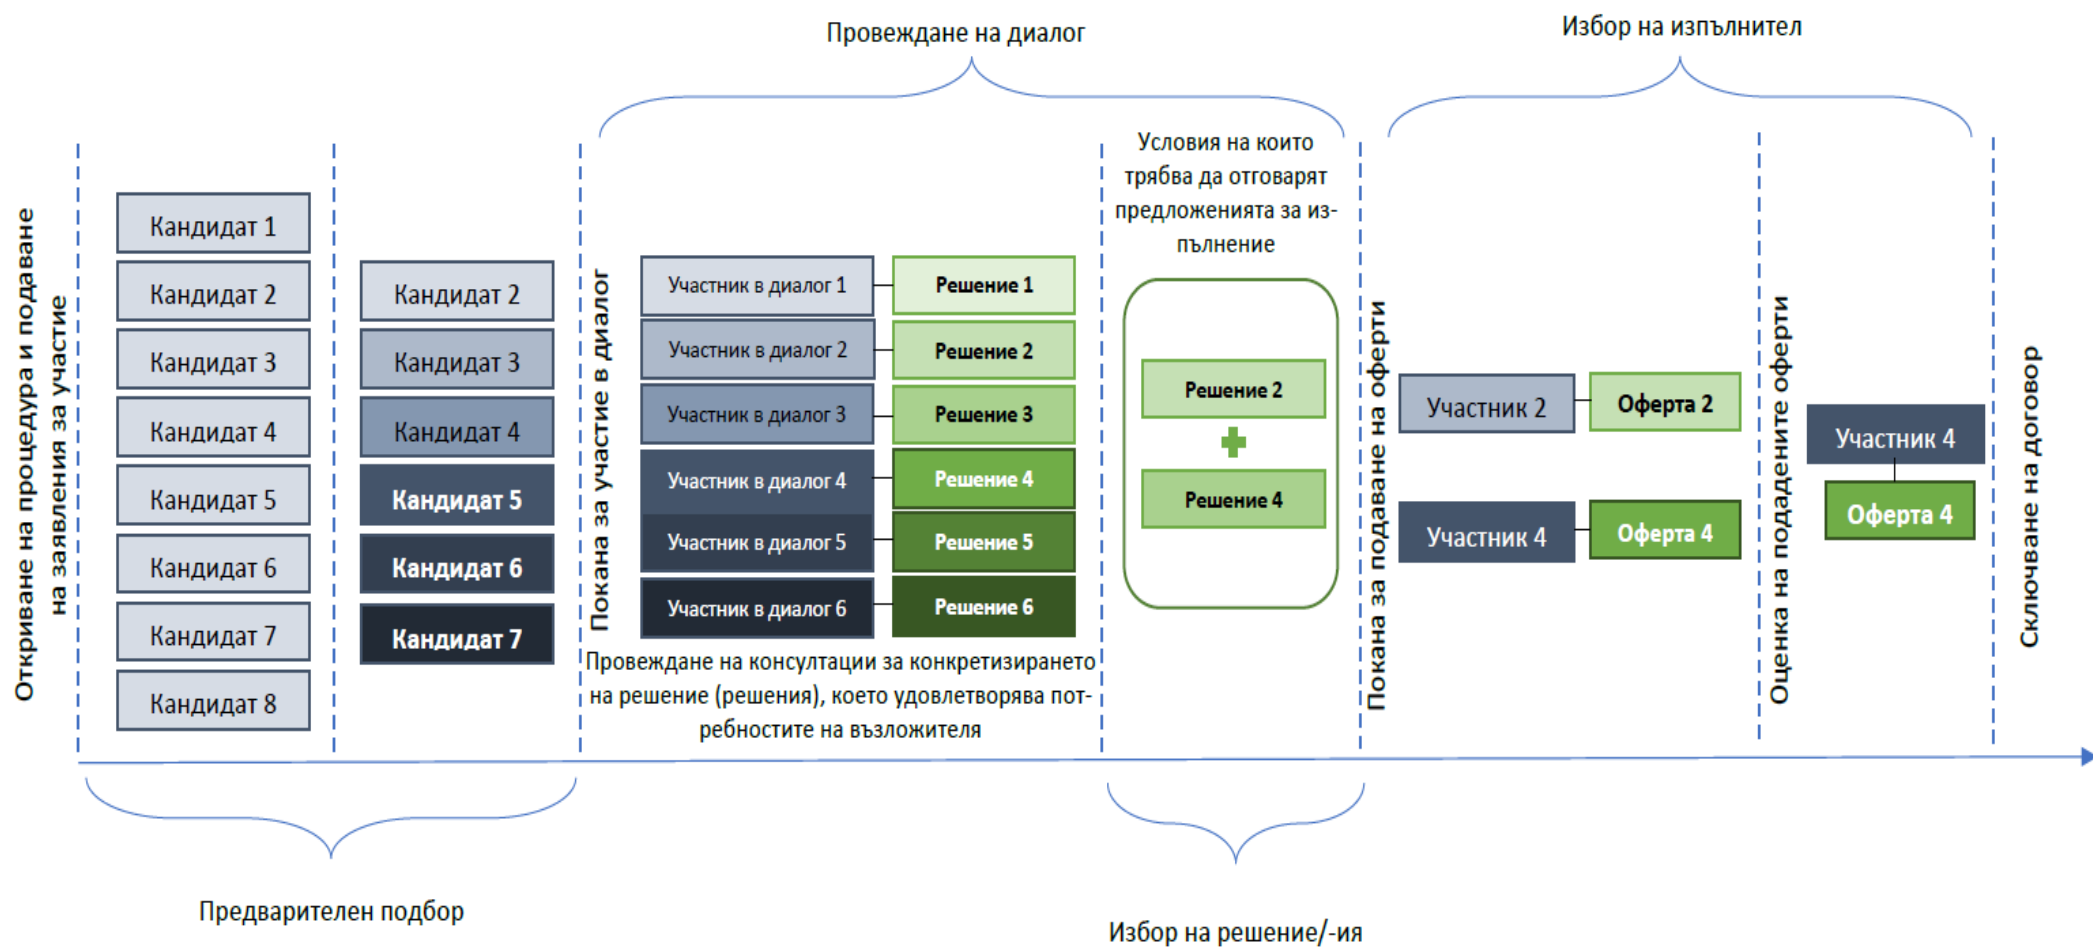 Провеждане на диалог
Избор на изпълнител
Откриване на процедура и подаване
на заявления за участие
Кандидат 1
Кандидат 2
Кандидат 3
Кандидат 4
Кандидат 5
Кандидат 6
Кандидат 7
Кандидат 8
Кандидат 2
Кандидат 3
Кандидат 4
Кандидат 5
Кандидат 6
Кандидат 7
Покана за участие в диалог
Участник в диалог 1
Решение 1
Участник в диалог 2
Решение 2
Участник в диалог 3
Решение 3
Участник в диалог 4
Решение 4
Участник в диалог 5
Решение 5
Участник в диалог 6
Решение 6
Провеждане на консултации за конкретизирането
на решение (решения), което удовлетворява пот-
ребностите на възложителя
Условия на които
трябва да отговарят
предложенията за из-
пълнение
Решение 2
Решение 4
Покана за подаване на оферти
Участник 2
Оферта 2
Участник 4
Оферта 4
Оценка на подадените оферти
Участник 4
Оферта 4
Сключване на договор
Предварителен подбор
Избор на решение/-ия